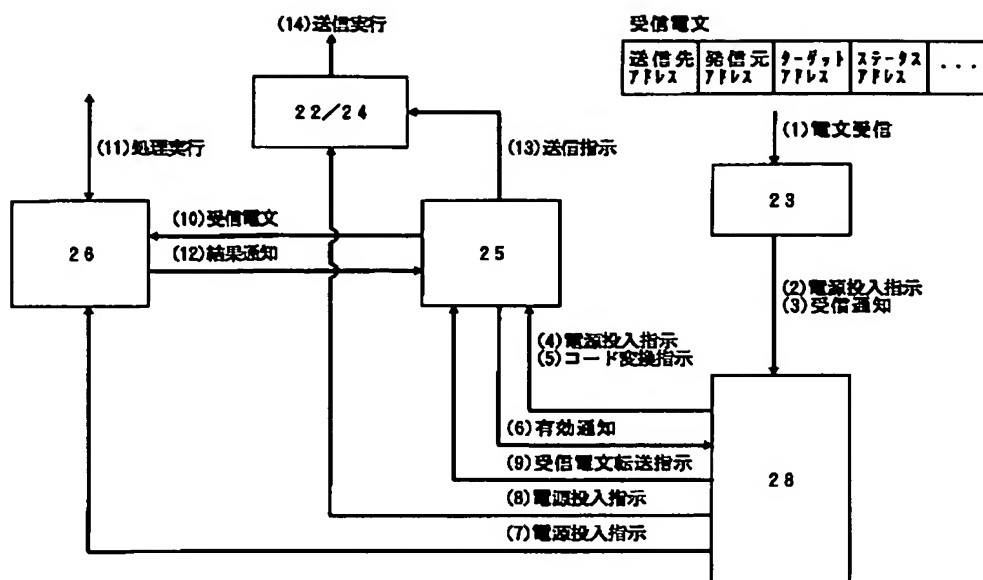 (14)送信実行
受信電文
送信先アドレス
発信元アドレス
ターゲットアドレス
ステータスアドレス
...
22/24
(1)電文受信
(11)処理実行
(13)送信指示
23
(10)受信電文
26
(12)結果通知
25
(2)電源投入指示
(3)受信通知
(4)電源投入指示
(5)コード変換指示
(6)有効通知
(9)受信電文転送指示
28
(8)電源投入指示
(7)電源投入指示